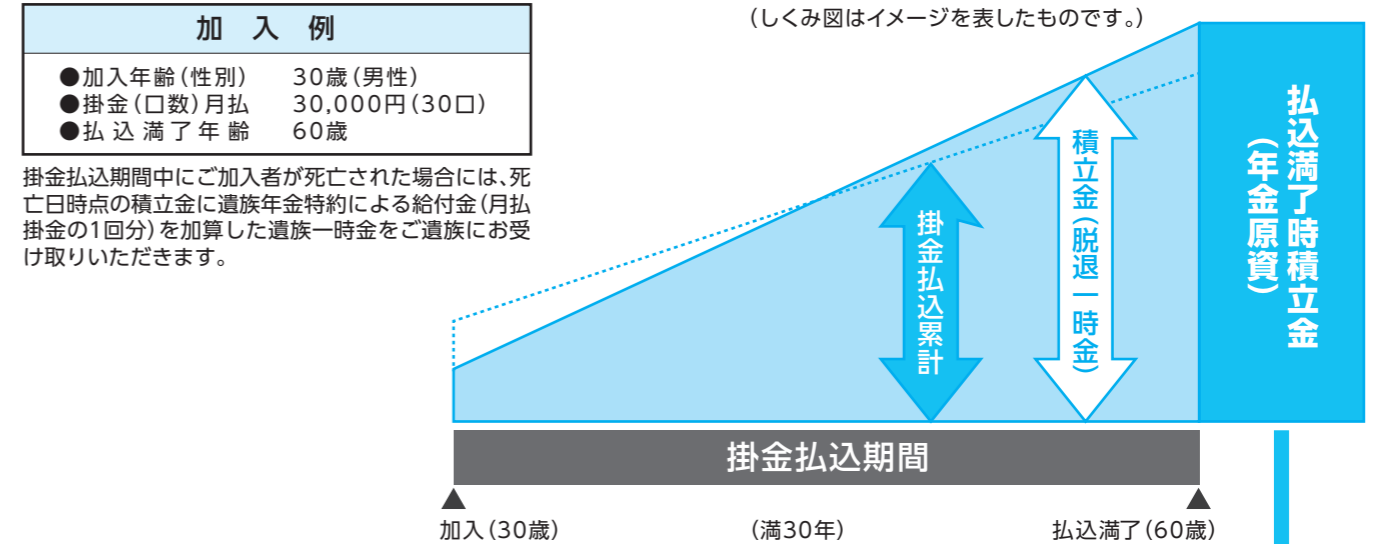 加入例
●加入年齢(性別) 30歳(男性)
●掛金(口数)月払 30,000円(30口)
●払込満了年齢 60歳
掛金払込期間中にご加入者が死亡された場合には、死
亡日時点の積立金に遺族年金特約による給付金(月払
掛金の1回分)を加算した遺族一時金をご遺族にお受
け取りいただきます。
(しくみ図はイメージを表したものです。)
掛金払込累計
積立金(脱退一時金)
払込満了時積立金
(年金原資)
掛金払込期間
加入(30歳)
(満30年)
払込満了(60歳)